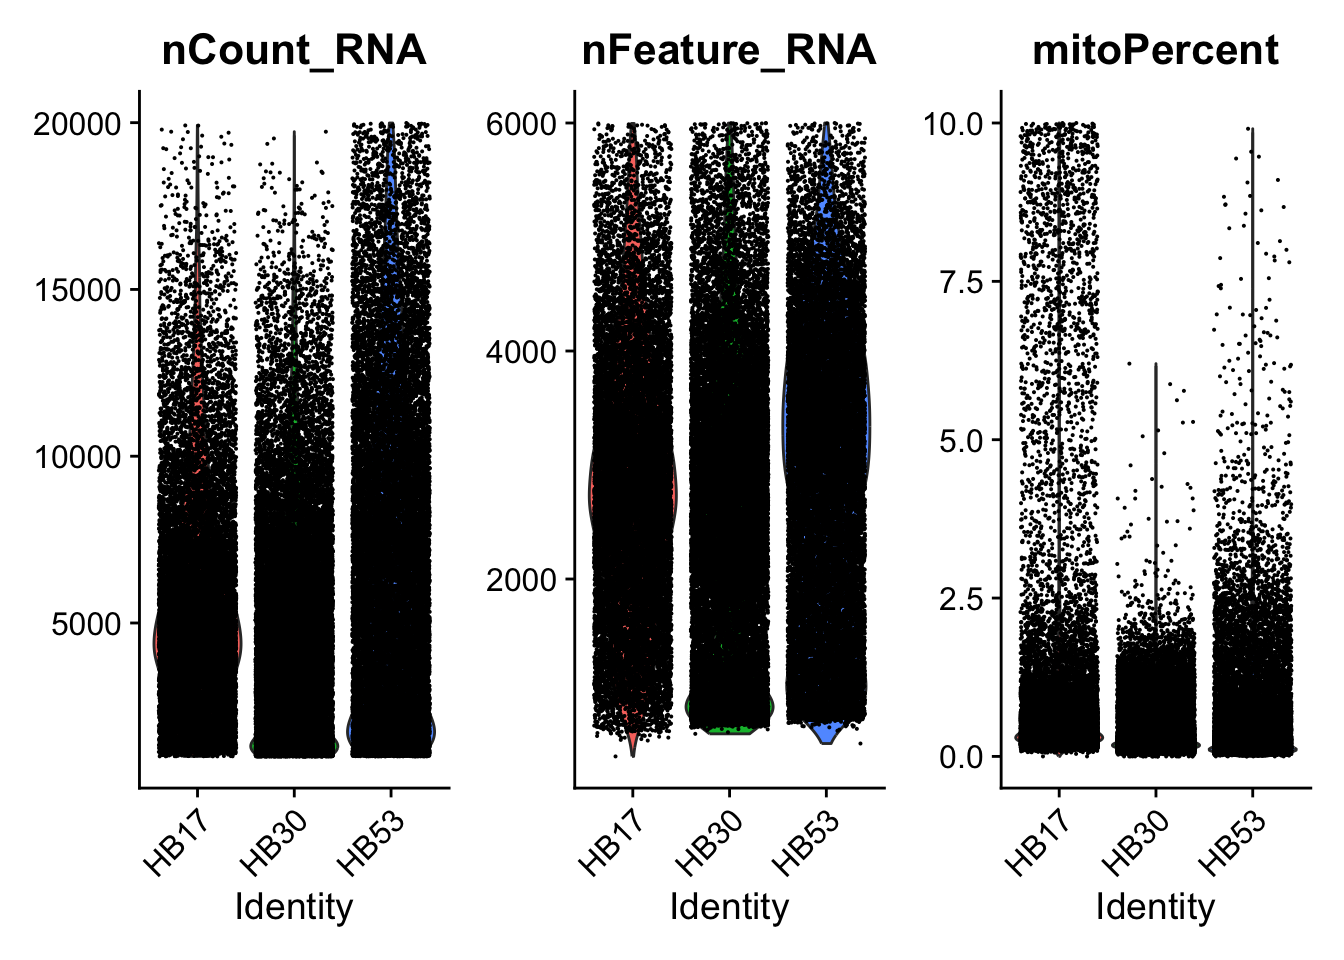 nCount_RNA
20000
15000
10000
5000
HB17
HB30
HB53
Identity
nFeature_RNA
6000
4000
2000
HB17
HB30
HB53
Identity
mitoPercent
10.0
7.5
5.0
2.5
0.0
HB17
HB30
HB53
Identity